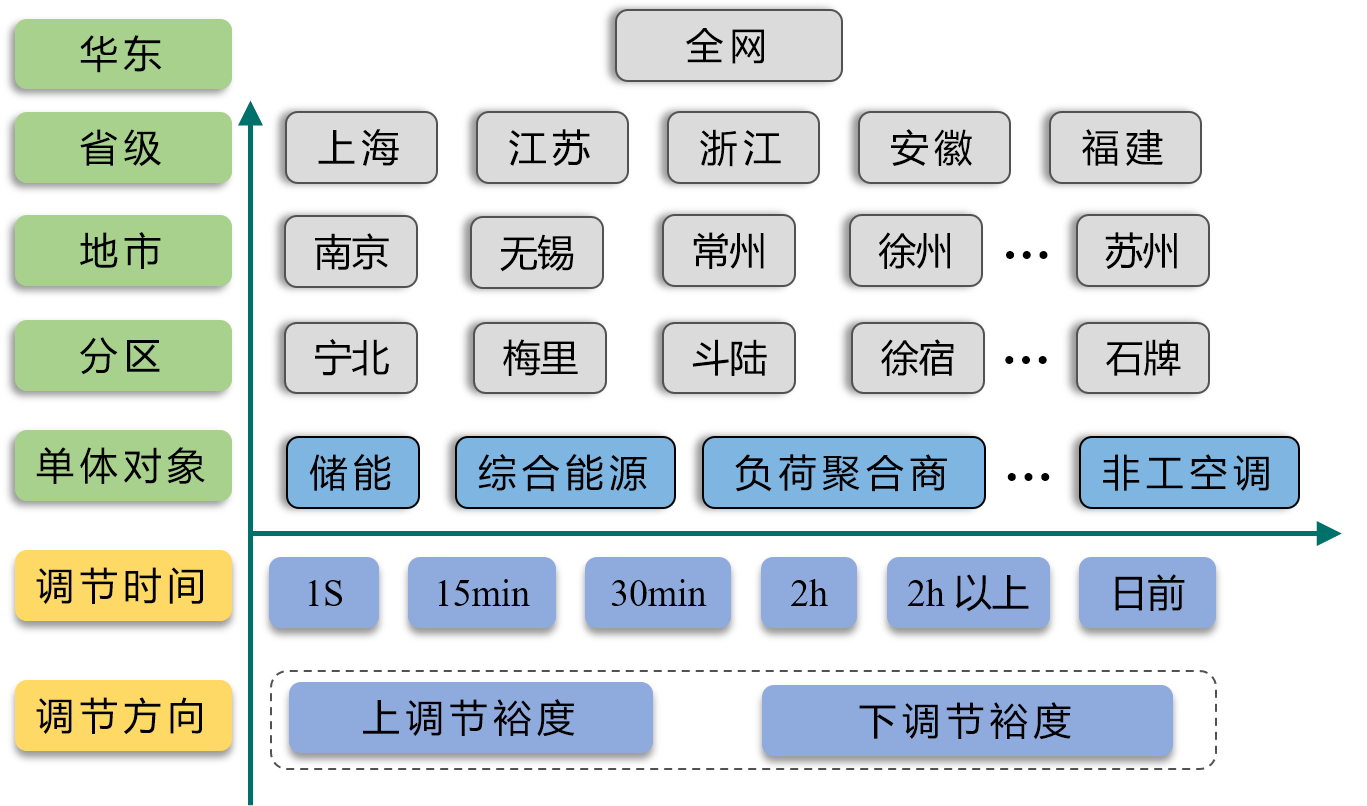 华东
全网
省级
上海
江苏
浙江
安徽
福建
地市
南京
无锡
常州
徐州
…
苏州
分区
宁北
梅里
斗陆
徐宿
…
石牌
单体对象
储能
综合能源
负荷聚合商
…
非工空调
调节时间
1S
15min
30min
2h
2h 以上
日前
调节方向
上调节裕度
下调节裕度